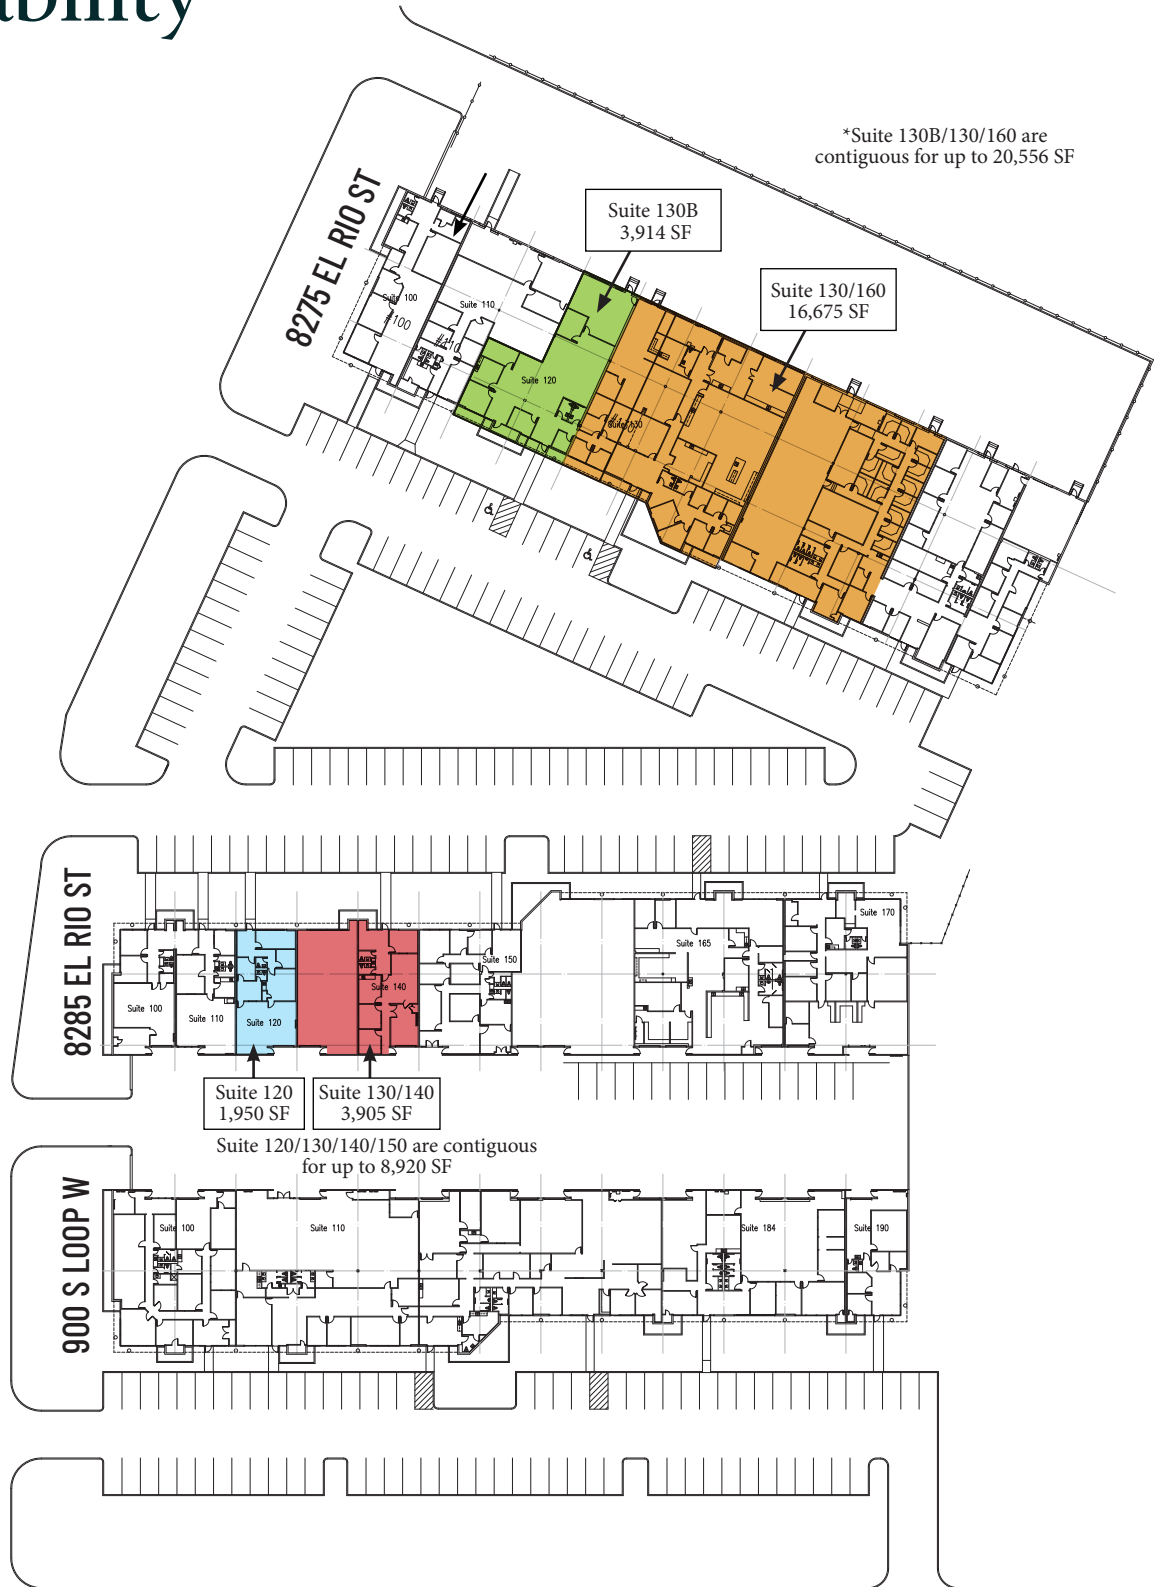 ability
*Suite 130B/130/160 are
contiguous for up to 20,556 SF
8275 EL RIO ST
Suite 130B
3,914 SF
Suite 130/160
16,675 SF
Suite 100
#100
Suite 110
Suite 120
Suite 130
8285 EL RIO ST
Suite 100
Suite 110
Suite 120
Suite 140
Suite 150
Suite 165
Suite 170
Suite 120
1,950 SF
Suite 130/140
3,905 SF
Suite 120/130/140/150 are contiguous
for up to 8,920 SF
900 S LOOP W
Suite 100
Suite 110
Suite 184
Suite 190